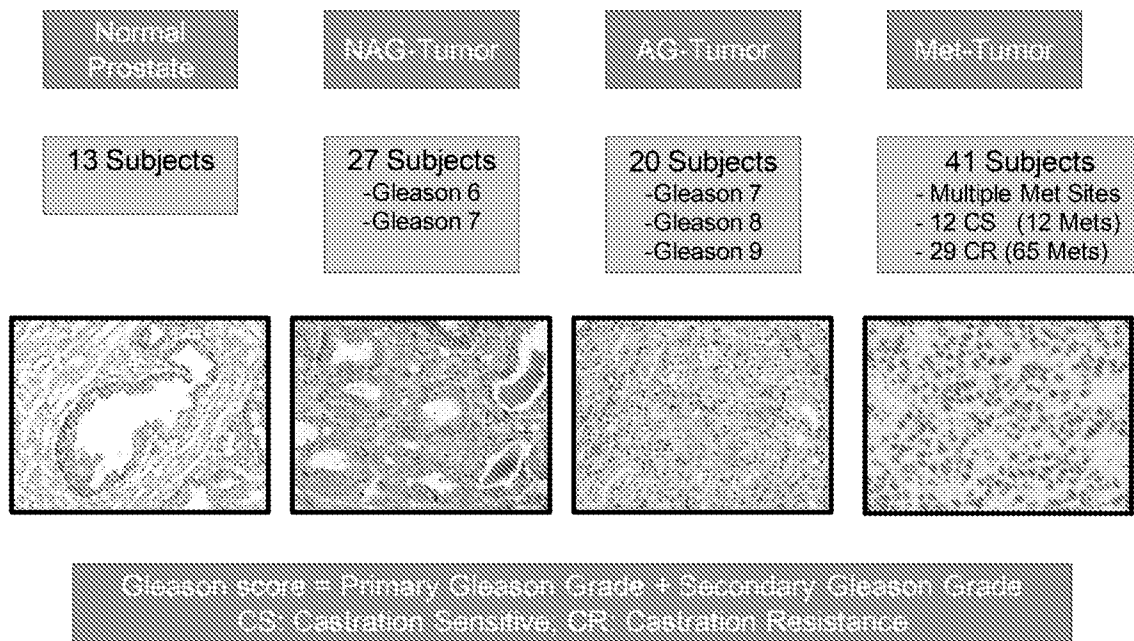 Normal
Prostate
NAG-Tumor
AG-Tumor
Met-Tumor
13 Subjects
27 Subjects
-Gleason 6
-Gleason 7
20 Subjects
-Gleason 7
-Gleason 8
-Gleason 9
41 Subjects
- Multiple Met Sites
- 12 CS (12 Mets)
- 29 CR (65 Mets)
Gleason score = Primary Gleason Grade + Secondary Gleason Grade
CS: Castration Sensitive, CR: Castration Resistance